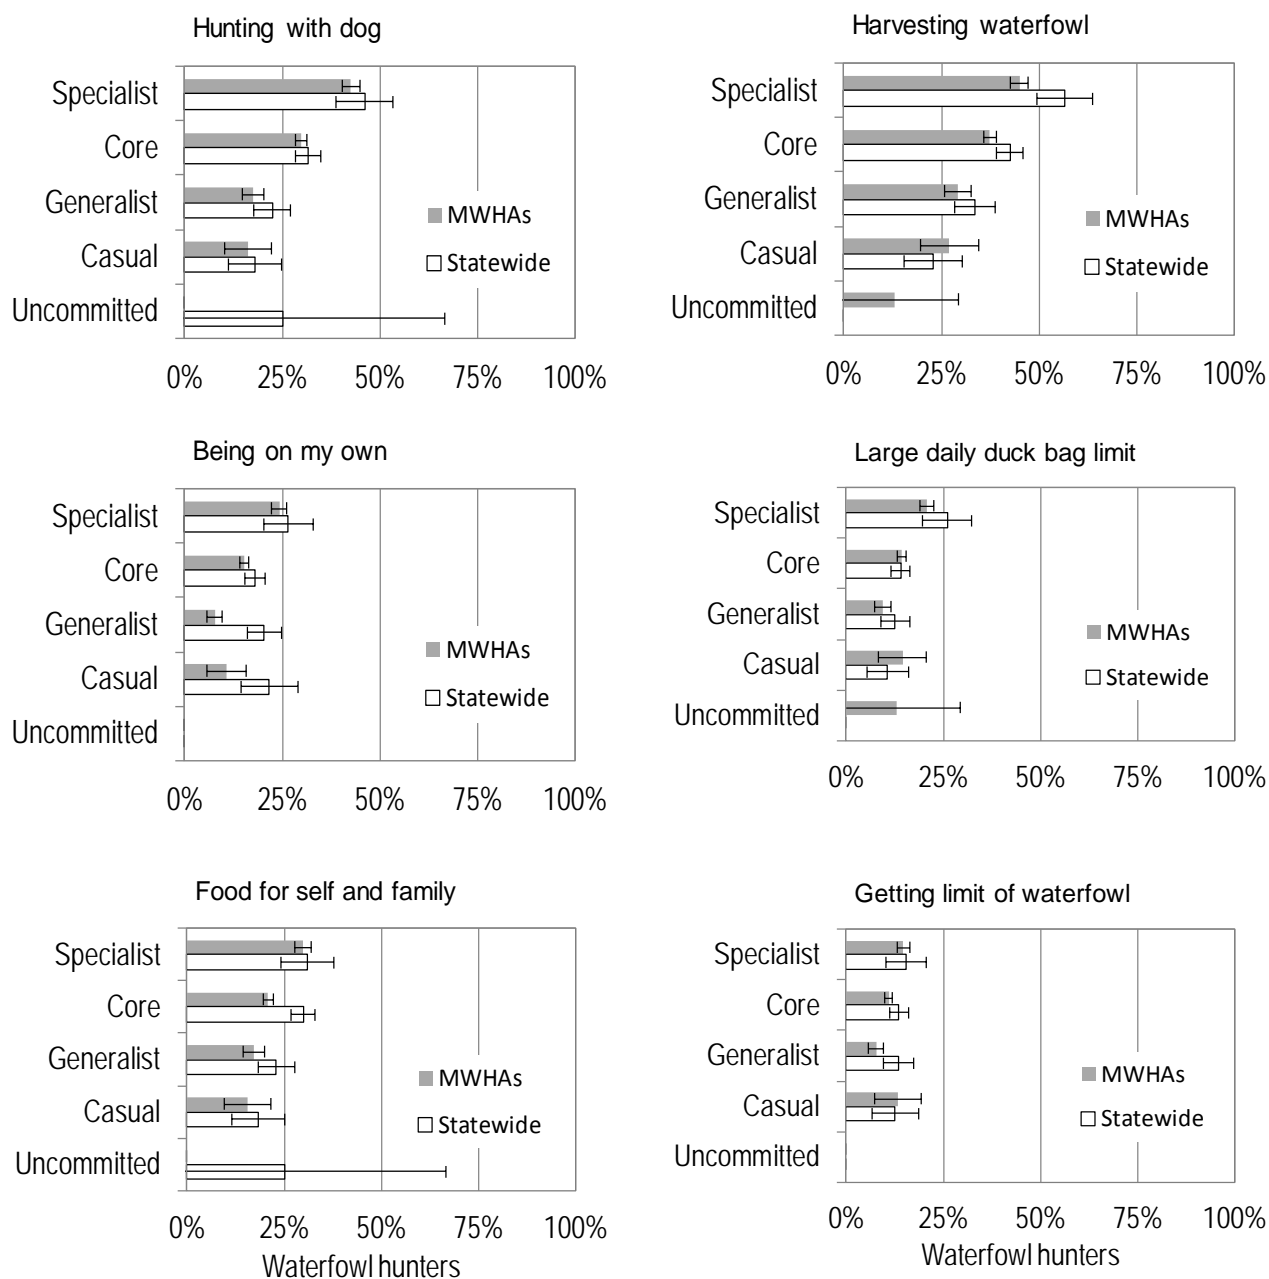 Hunting with dog
Specialist
Core
Generalist
Casual
Uncommitted
MWHAs
Statewide
0% 25% 50% 75% 100%
Harvesting waterfowl
Specialist
Core
Generalist
Casual
Uncommitted
MWHAs
Statewide
0% 25% 50% 75% 100%
Being on my own
Specialist
Core
Generalist
Casual
Uncommitted
MWHAs
Statewide
0% 25% 50% 75% 100%
Large daily duck bag limit
Specialist
Core
Generalist
Casual
Uncommitted
MWHAs
Statewide
0% 25% 50% 75% 100%
Food for self and family
Specialist
Core
Generalist
Casual
Uncommitted
MWHAs
Statewide
0% 25% 50% 75% 100%
Waterfowl hunters
Getting limit of waterfowl
Specialist
Core
Generalist
Casual
Uncommitted
MWHAs
Statewide
0% 25% 50% 75% 100%
Waterfowl hunters